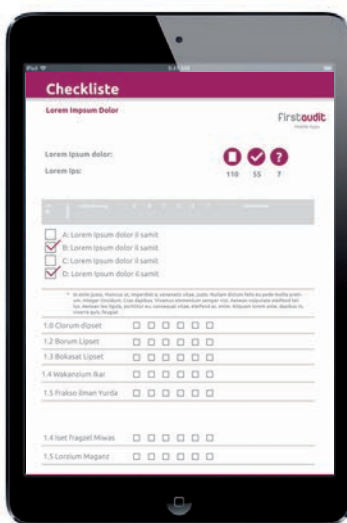 iPad
Checkliste
Lorem Impsum Dolor
firstaudit
Mobile Apps
Lorem Ipsum dolor:
Lorem Ips:
110 55 7
A: Lorem Ipsum dolor il samit
B: Lorem Ipsum dolor il samit
C: Lorem Ipsum dolor il samit
D: Lorem Ipsum dolor il samit
1.0 Clorum dipset
1.2 Borum Lipset
1.3 Bokasat Lipset
1.4 Wakanzium Ikar
1.5 Frakse Ilman Yurda
1.4 Iset Fragzel Miwas
1.5 Lorzium Maganz